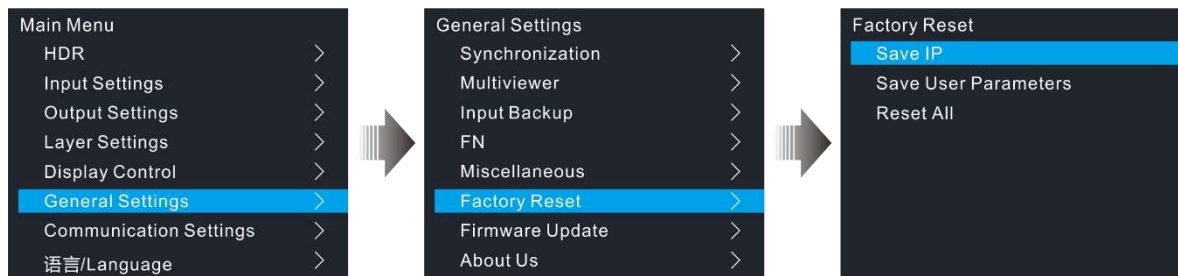 Main Menu
HDR
Input Settings
Output Settings
Layer Settings
Display Control
General Settings
Communication Settings
语言/Language
General Settings
Synchronization
Multiviewer
Input Backup
FN
Miscellaneous
Factory Reset
Firmware Update
About Us
Factory Reset
Save IP
Save User Parameters
Reset All